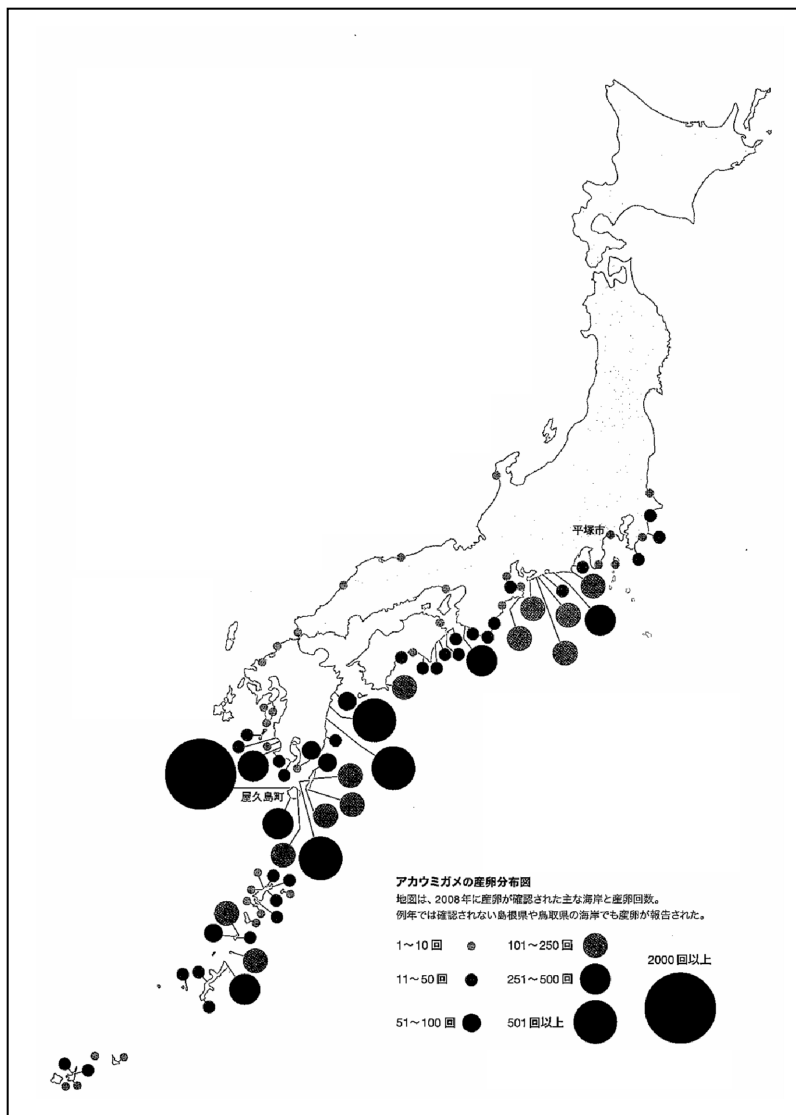 平塚市
屋久島町
アカウミガメの産卵分布図
地図は、2008年に産卵が確認された主な海岸と産卵回数。
例年では確認されない島根県や鳥取県の海岸でも産卵が報告された。
1～10回
101～250回
2000回以上
11～50回
251～500回
51～100回
501回以上